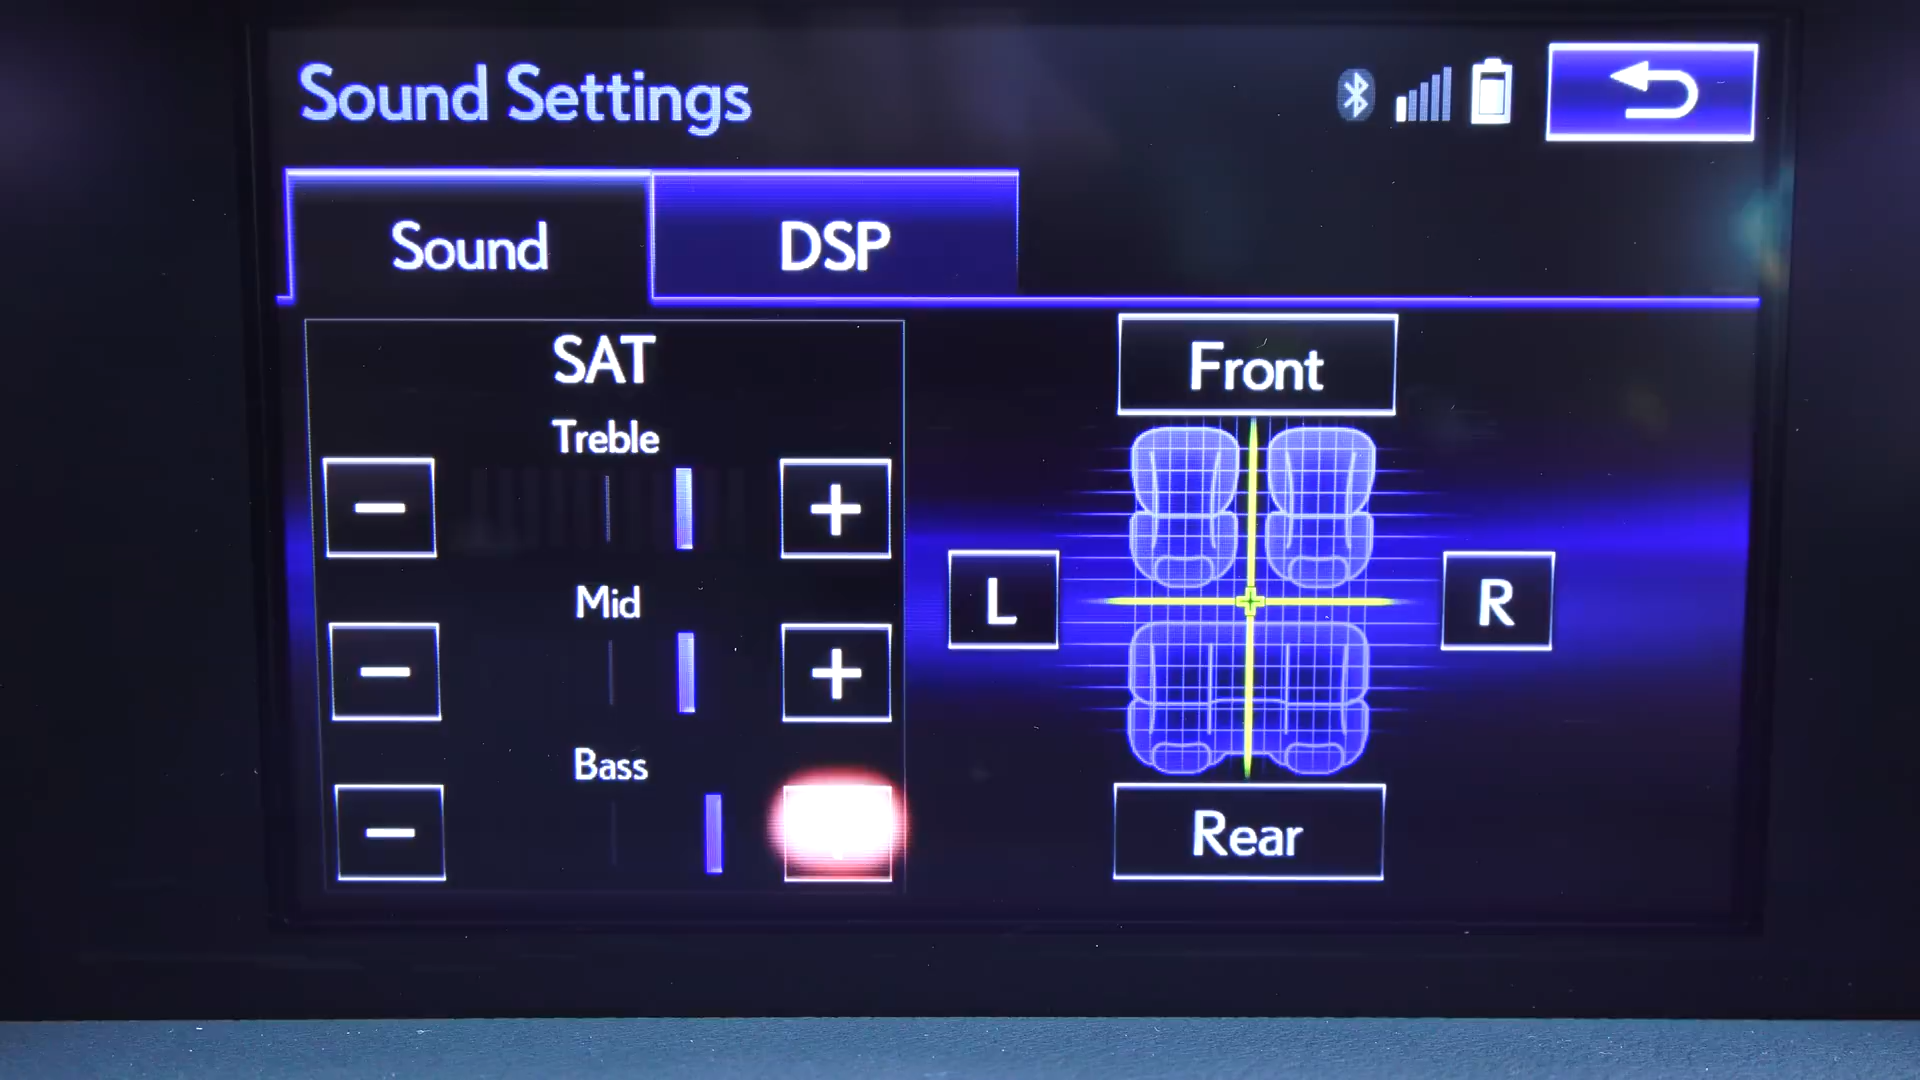 Sound Settings
Sound
DSP
SAT
Treble
− +
Mid
− +
Bass
−
Front
L
R
Rear